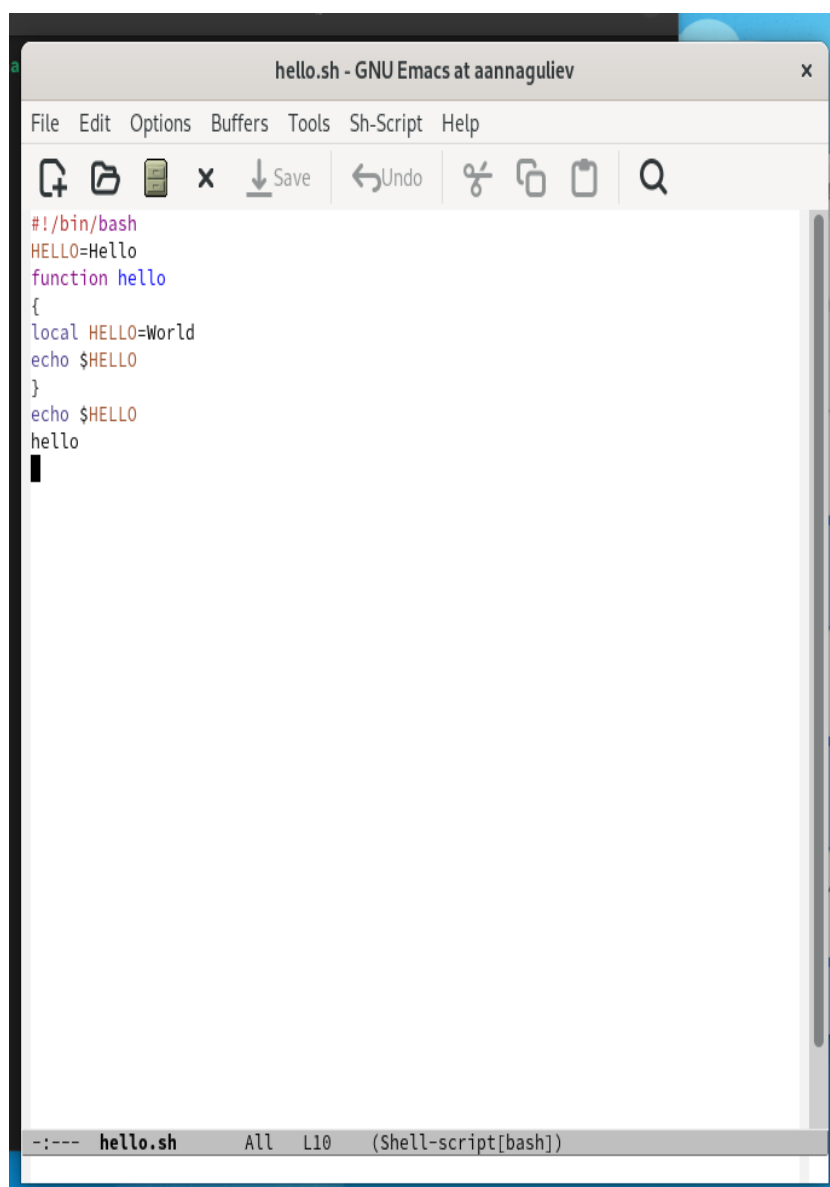 a
hello.sh - GNU Emacs at aannaguliev x
File Edit Options Buffers Tools Sh-Script Help
Save Undo
#!/bin/bash
HELLO=Hello
function hello
{
local HELLO=World
echo $HELLO
}
echo $HELLO
hello
-:--- hello.sh All L10 (Shell-script[bash])